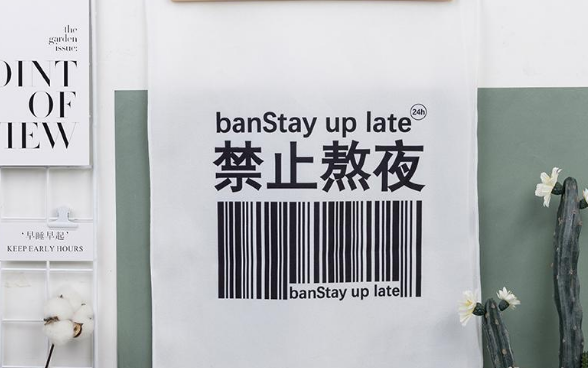 the
garden
issue:
OINT
OF
VIEW
“早睡早起”
KEEP EARLY HOURS
banStay up late 24h
禁止熬夜
banStay up late